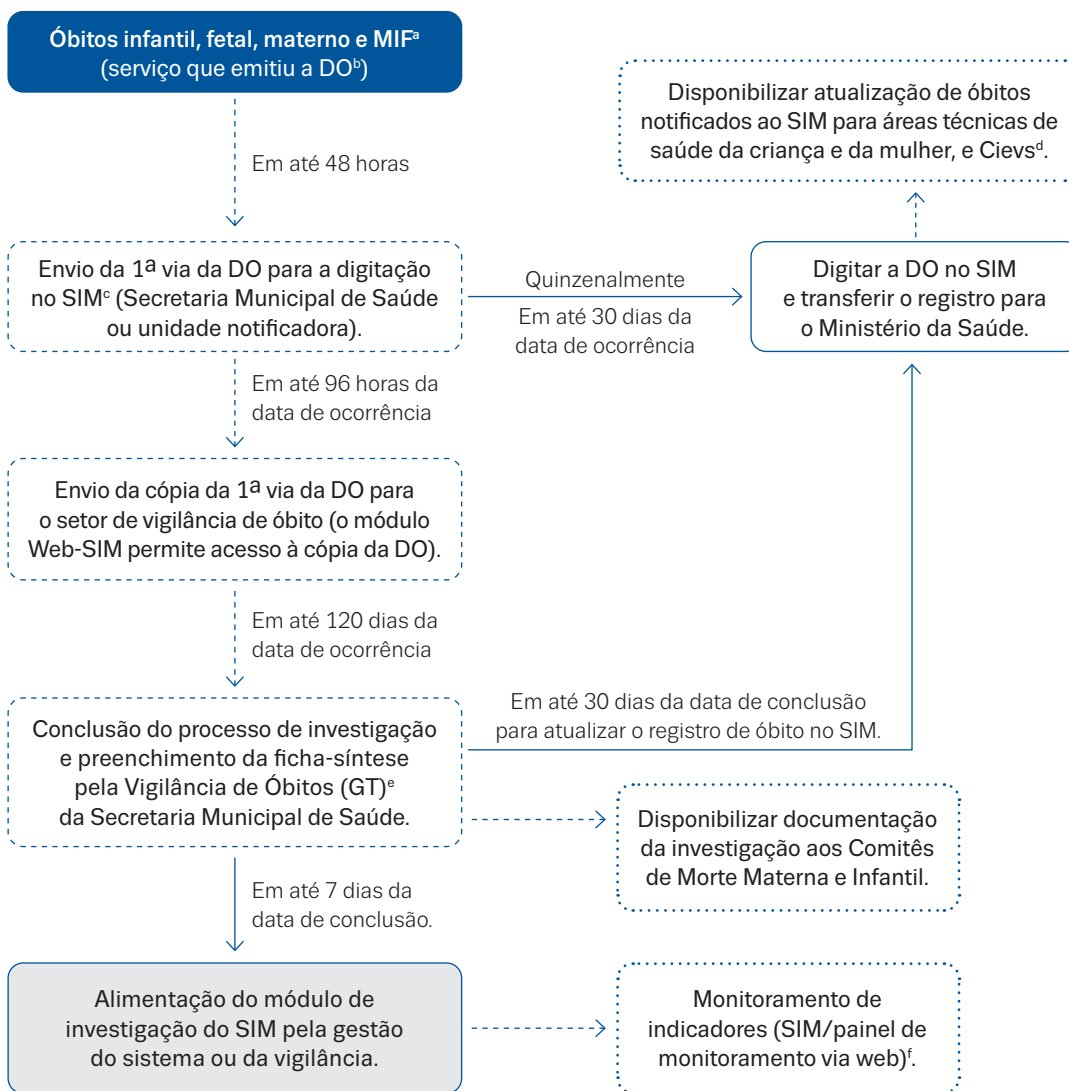 Óbitos infantil, fetal, materno e MIFᵃ
(serviço que emitiu a DOᵇ)
Em até 48 horas
Disponibilizar atualização de óbitos
notificados ao SIM para áreas técnicas de
saúde da criança e da mulher, e Cievsᵈ.
Envio da 1ª via da DO para a digitação
no SIMᶜ (Secretaria Municipal de Saúde
ou unidade notificadora).
Quinzenalmente
Em até 30 dias da
data de ocorrência
Digitar a DO no SIM
e transferir o registro para
o Ministério da Saúde.
Em até 96 horas da
data de ocorrência
Envio da cópia da 1ª via da DO para
o setor de vigilância de óbito (o módulo
Web-SIM permite acesso à cópia da DO).
Em até 120 dias da
data de ocorrência
Conclusão do processo de investigação
e preenchimento da ficha-síntese
pela Vigilância de Óbitos (GT)ᵉ
da Secretaria Municipal de Saúde.
Em até 30 dias da data de conclusão
para atualizar o registro de óbito no SIM.
Disponibilizar documentação
da investigação aos Comitês
de Morte Materna e Infantil.
Em até 7 dias da
data de conclusão.
Alimentação do módulo de
investigação do SIM pela gestão
do sistema ou da vigilância.
Monitoramento de
indicadores (SIM/painel de
monitoramento via web)ᶠ.